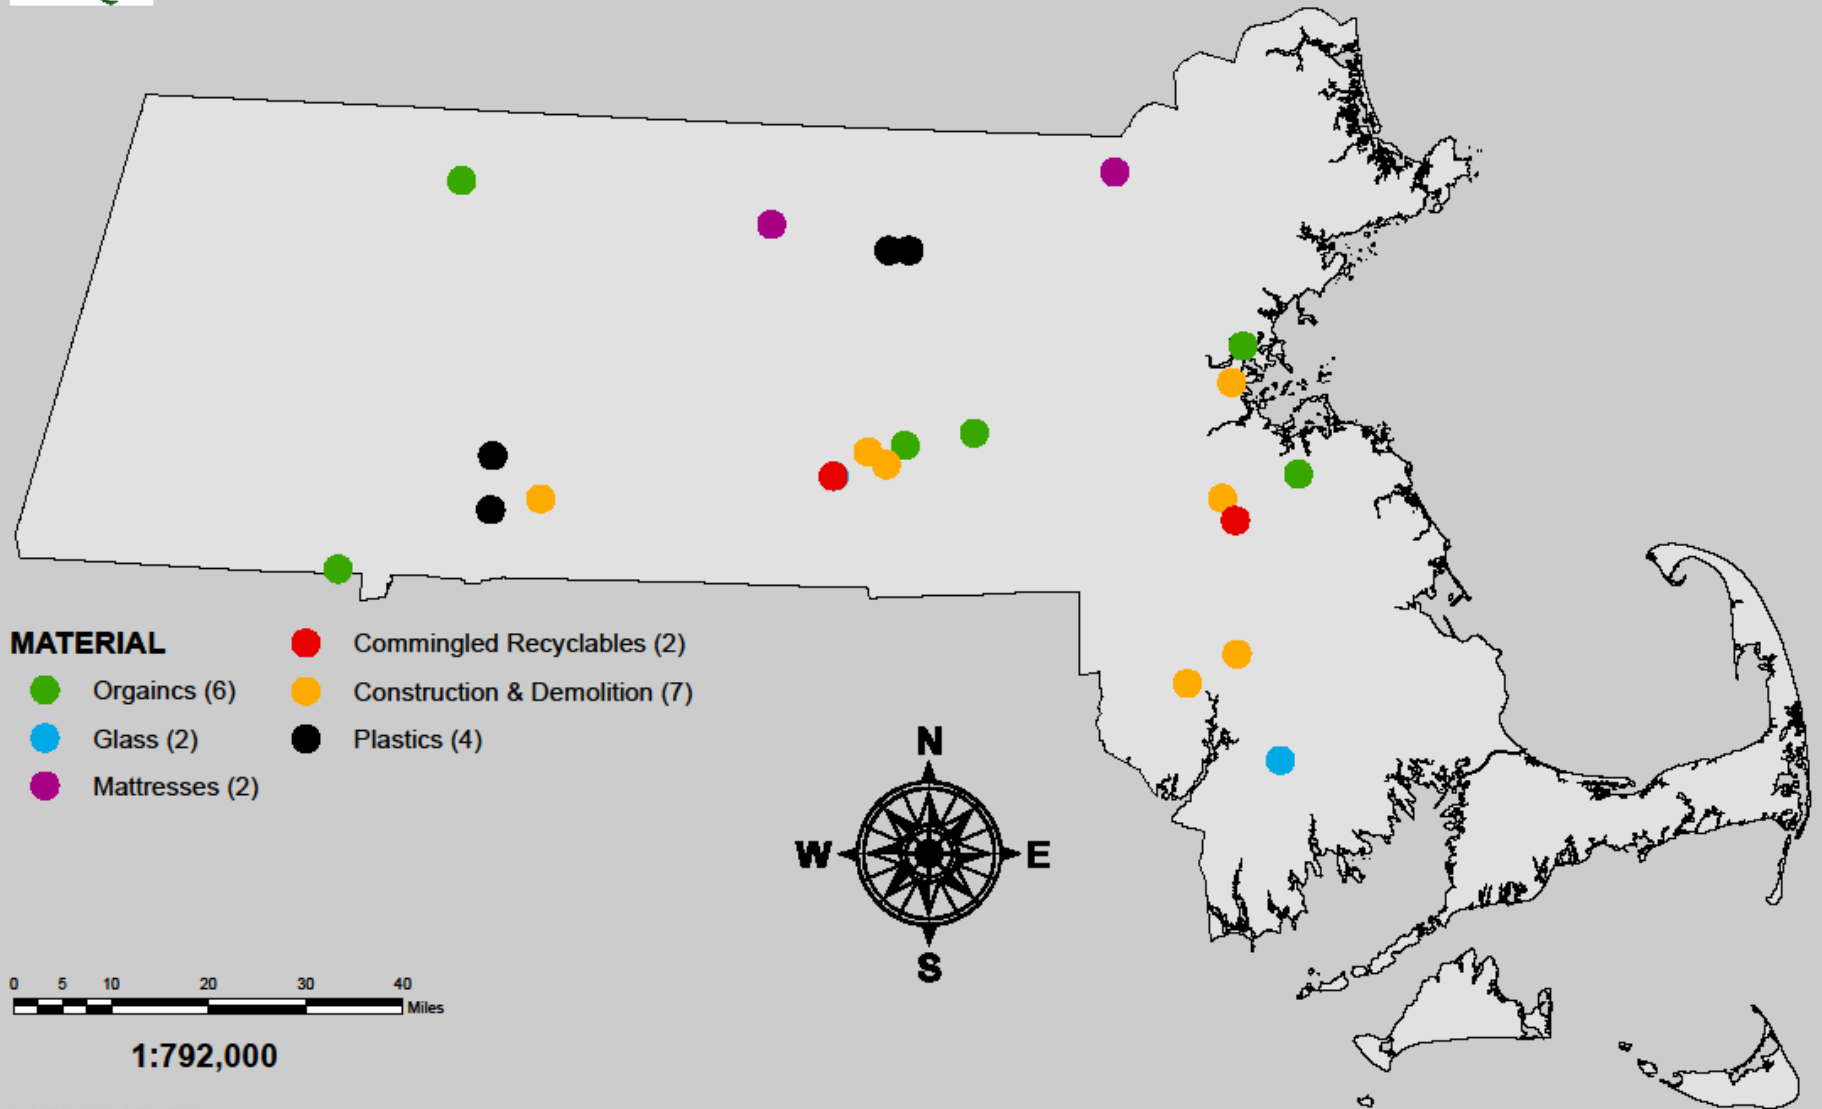 MATERIAL
Orgaincs (6)
Glass (2)
Mattresses (2)
Commingled Recyclables (2)
Construction & Demolition (7)
Plastics (4)
N
W E
S
0 5 10 20 30 40
Miles
1:792,000